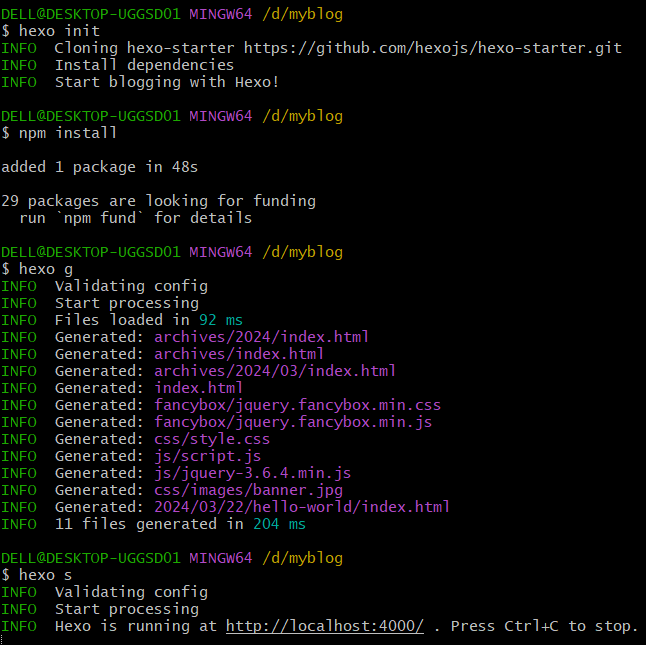 DELL@DESKTOP-UGGSD01 MINGW64 /d/myblog
$ hexo init
INFO  Cloning hexo-starter https://github.com/hexojs/hexo-starter.git
INFO  Install dependencies
INFO  Start blogging with Hexo!
DELL@DESKTOP-UGGSD01 MINGW64 /d/myblog
$ npm install
added 1 package in 48s
29 packages are looking for funding
  run `npm fund` for details
DELL@DESKTOP-UGGSD01 MINGW64 /d/myblog
$ hexo g
INFO  Validating config
INFO  Start processing
INFO  Files loaded in 92 ms
INFO  Generated: archives/2024/index.html
INFO  Generated: archives/index.html
INFO  Generated: archives/2024/03/index.html
INFO  Generated: index.html
INFO  Generated: fancybox/jquery.fancybox.min.css
INFO  Generated: fancybox/jquery.fancybox.min.js
INFO  Generated: css/style.css
INFO  Generated: js/script.js
INFO  Generated: js/jquery-3.6.4.min.js
INFO  Generated: css/images/banner.jpg
INFO  Generated: 2024/03/22/hello-world/index.html
INFO  11 files generated in 204 ms
DELL@DESKTOP-UGGSD01 MINGW64 /d/myblog
$ hexo s
INFO  Validating config
INFO  Start processing
INFO  Hexo is running at http://localhost:4000/ . Press Ctrl+C to stop.